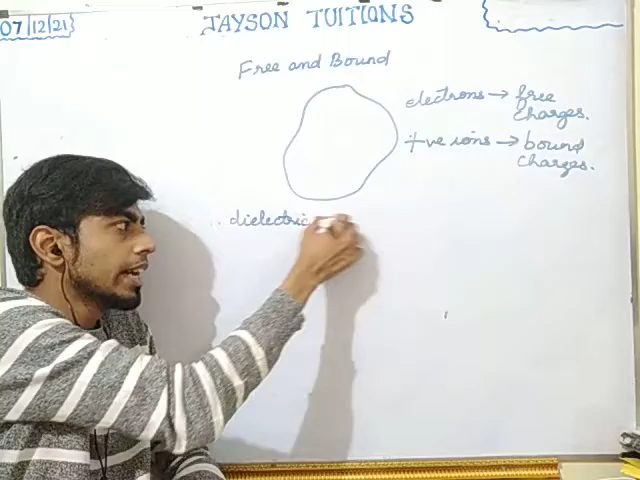 07/12/21
JAYSON TUITIONS
Free and Bound
electrons → free
charges.
+ve ions → bound
charges.
dielectric